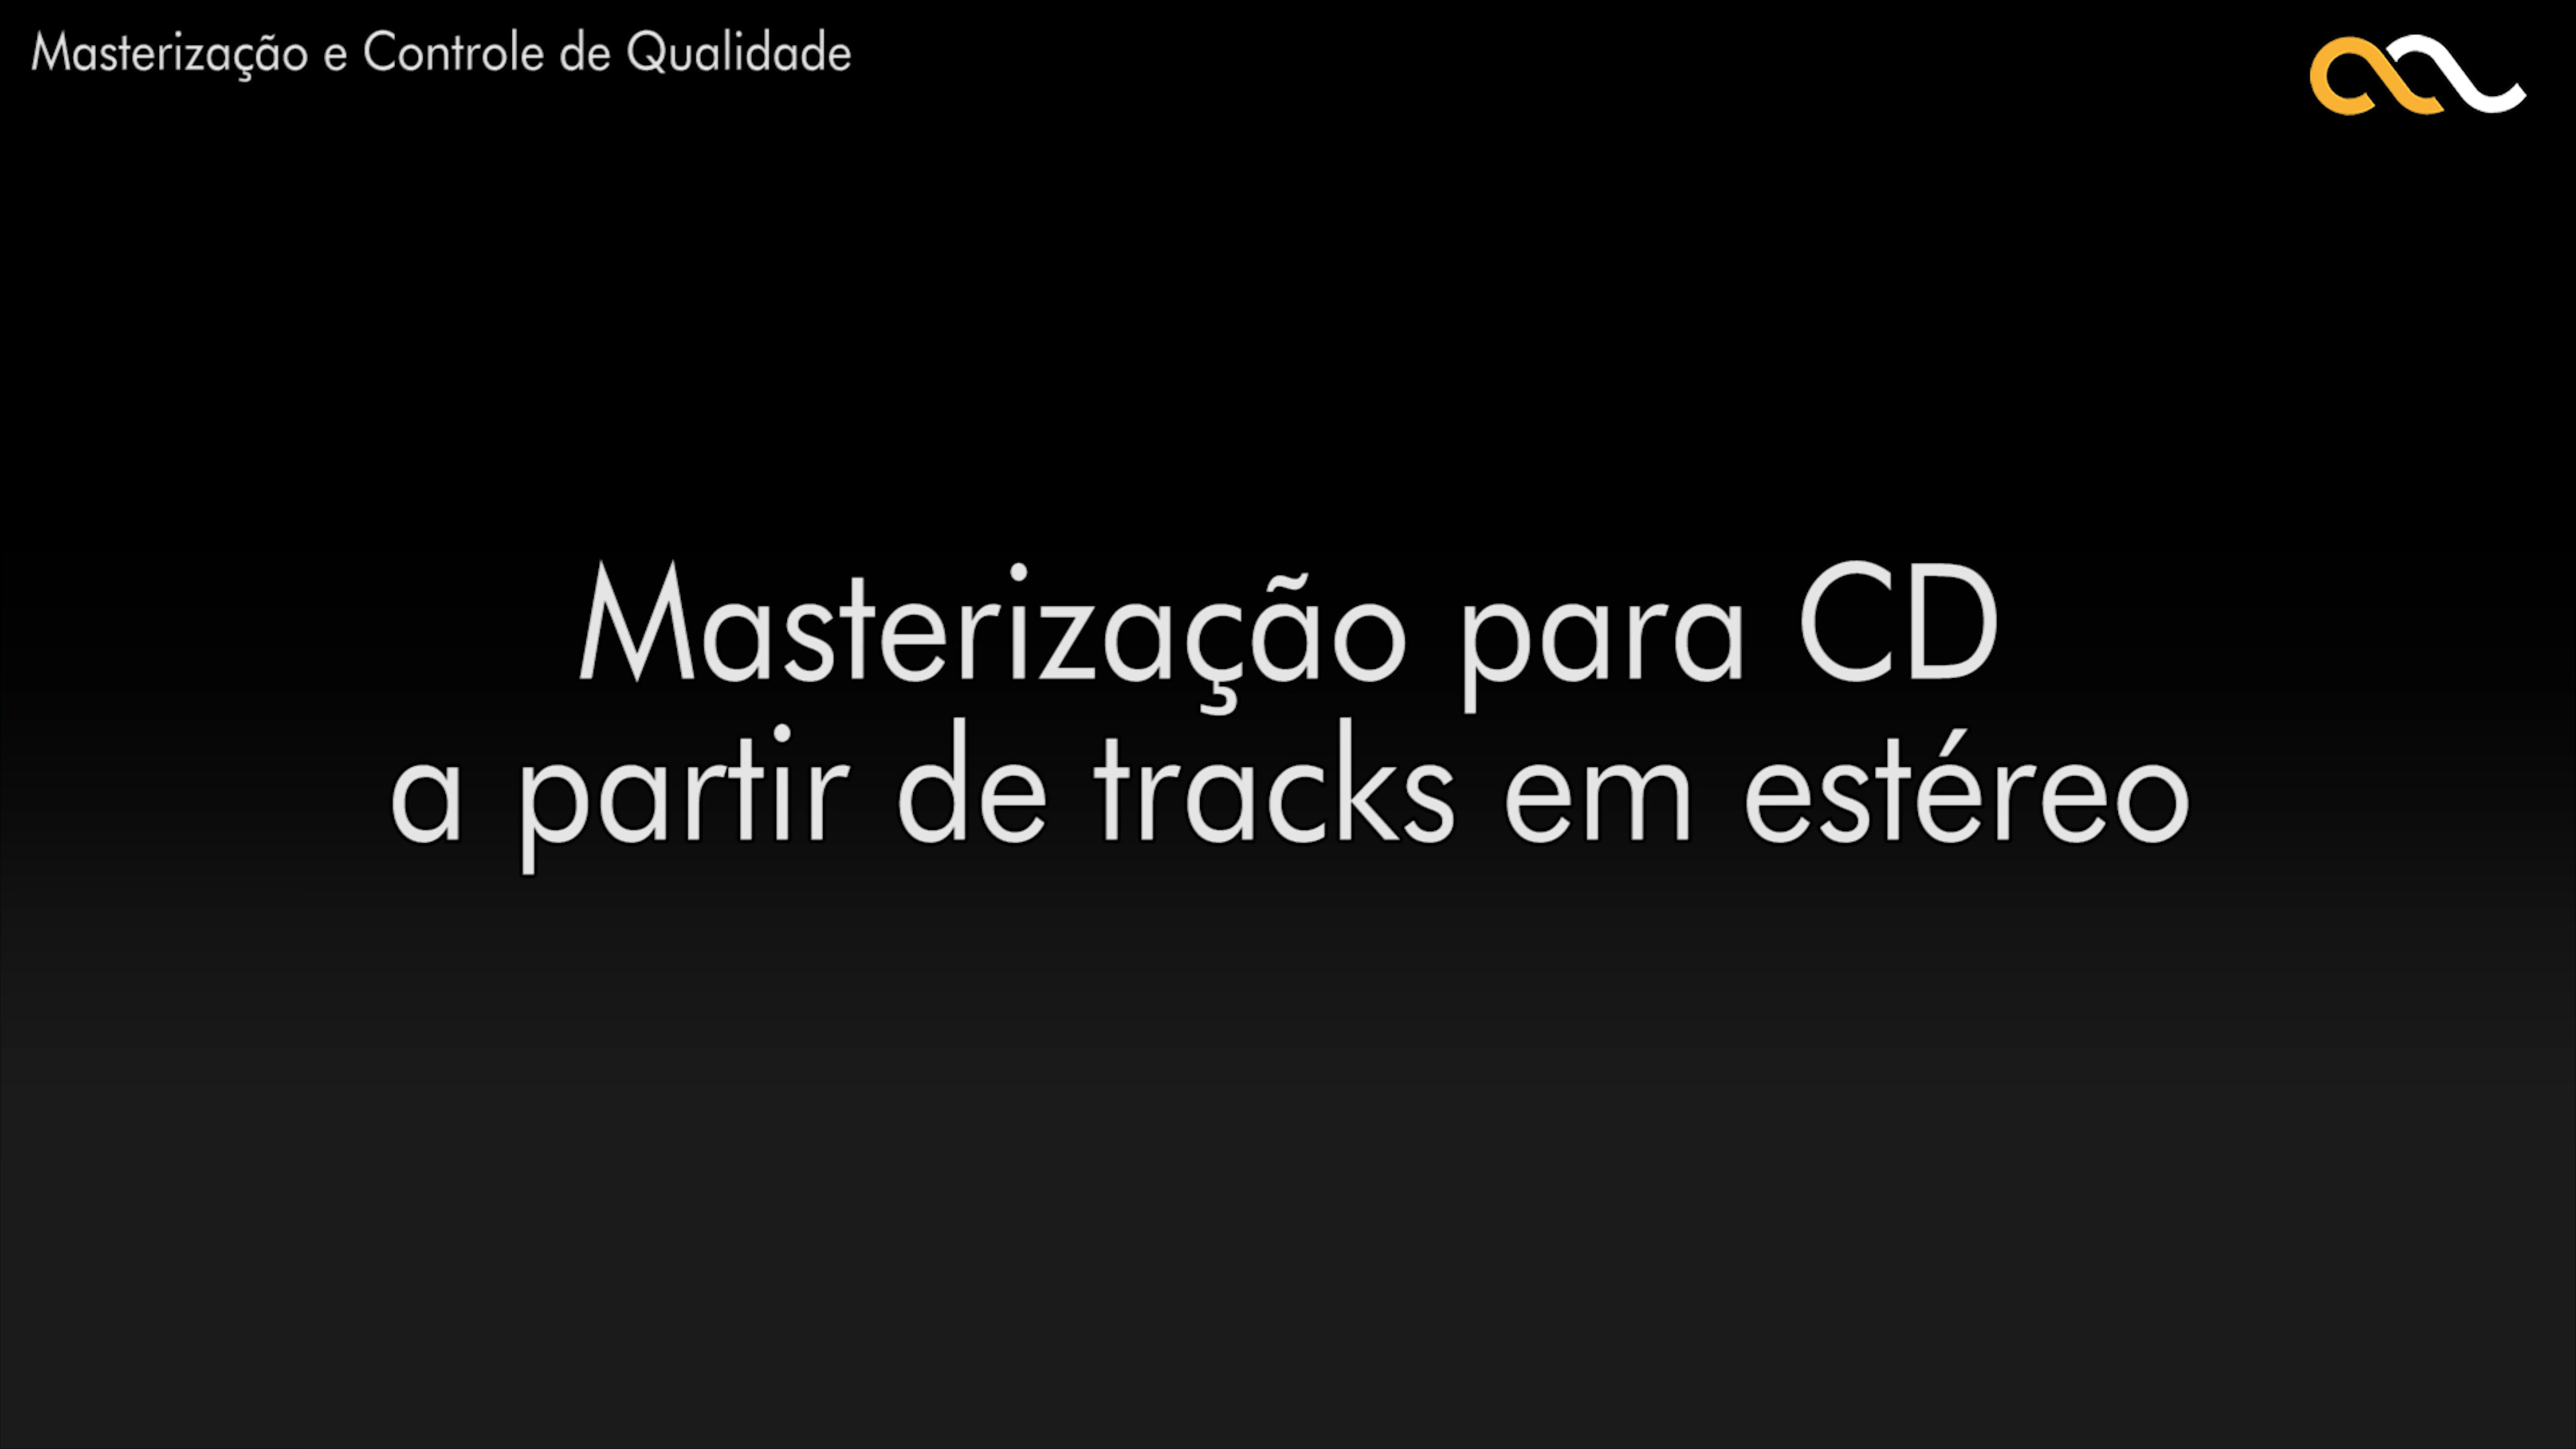 Masterização e Controle de Qualidade
Masterização para CD
a partir de tracks em estéreo